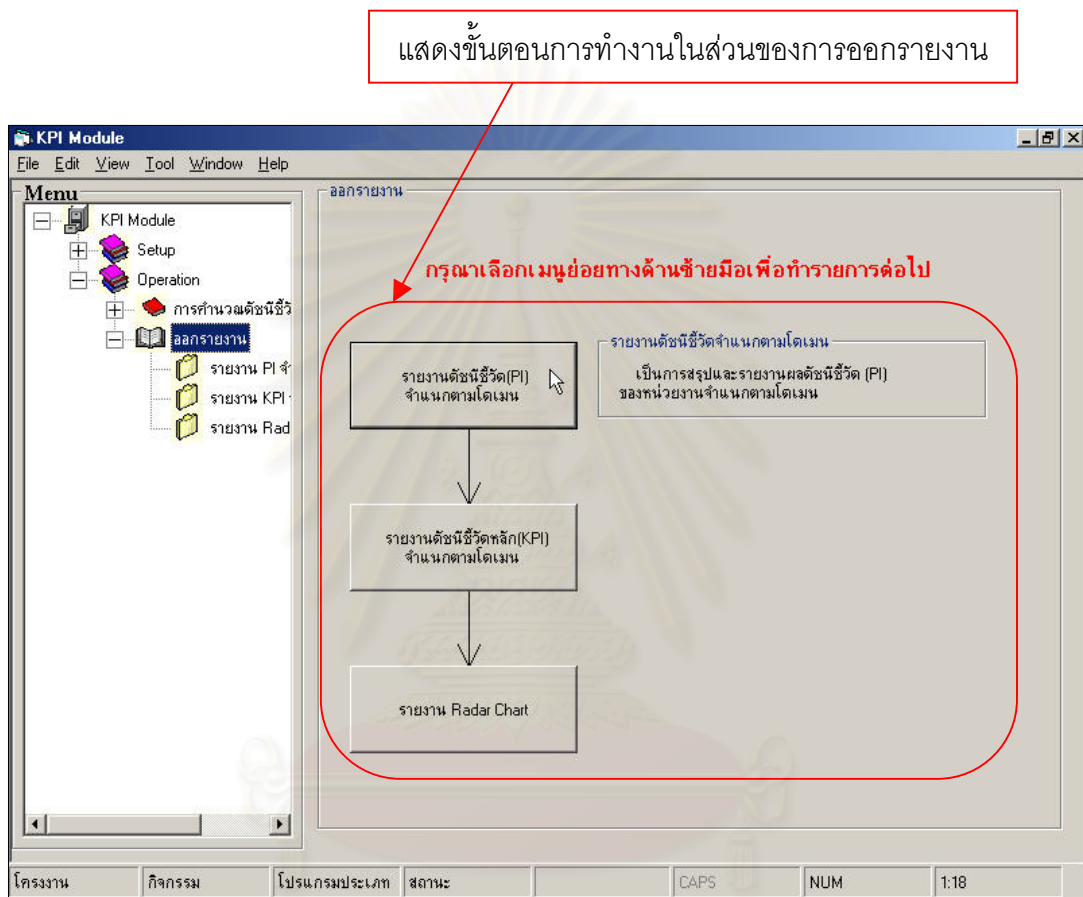 แสดงขั้นตอนการทำงานในส่วนของการออกรายงาน
KPI Module
File Edit View Tool Window Help
Menu
KPI Module
Setup
Operation
การคำนวณดัชนีชี้วั
ออกรายงาน
รายงาน PI จำ
รายงาน KPI
รายงาน Rad
ออกรายงาน
กรุณาเลือกเมนูย่อยทางด้านซ้ายมือเพื่อทำรายการต่อไป
รายงานดัชนีชี้วัด(PI)
จำแนกตามโดเมน
รายงานดัชนีชี้วัดจำแนกตามโดเมน
เป็นการสรุปและรายงานผลดัชนีชี้วัด (PI)
ของหน่วยงานจำแนกตามโดเมน
รายงานดัชนีชี้วัดหลัก(KPI)
จำแนกตามโดเมน
รายงาน Radar Chart
โครงงาน กิจกรรม โปรแกรมประเภท สถานะ CAPS NUM 1:18